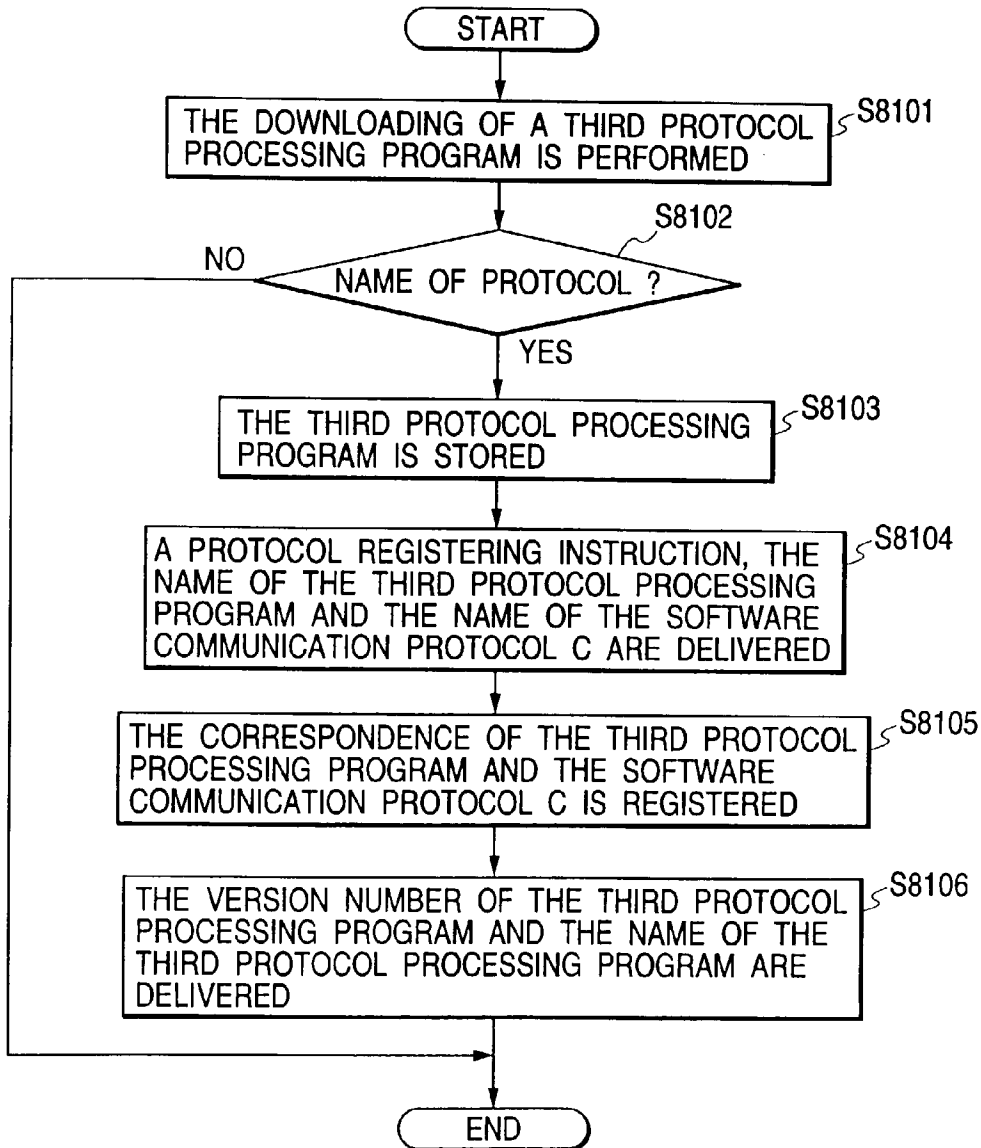 START
THE DOWNLOADING OF A THIRD PROTOCOL
PROCESSING PROGRAM IS PERFORMED
S8101
S8102
NO
NAME OF PROTOCOL ?
YES
THE THIRD PROTOCOL PROCESSING
PROGRAM IS STORED
S8103
A PROTOCOL REGISTERING INSTRUCTION, THE
NAME OF THE THIRD PROTOCOL PROCESSING
PROGRAM AND THE NAME OF THE SOFTWARE
COMMUNICATION PROTOCOL C ARE DELIVERED
S8104
THE CORRESPONDENCE OF THE THIRD PROTOCOL
PROCESSING PROGRAM AND THE SOFTWARE
COMMUNICATION PROTOCOL C IS REGISTERED
S8105
THE VERSION NUMBER OF THE THIRD PROTOCOL
PROCESSING PROGRAM AND THE NAME OF THE
THIRD PROTOCOL PROCESSING PROGRAM ARE
DELIVERED
S8106
END